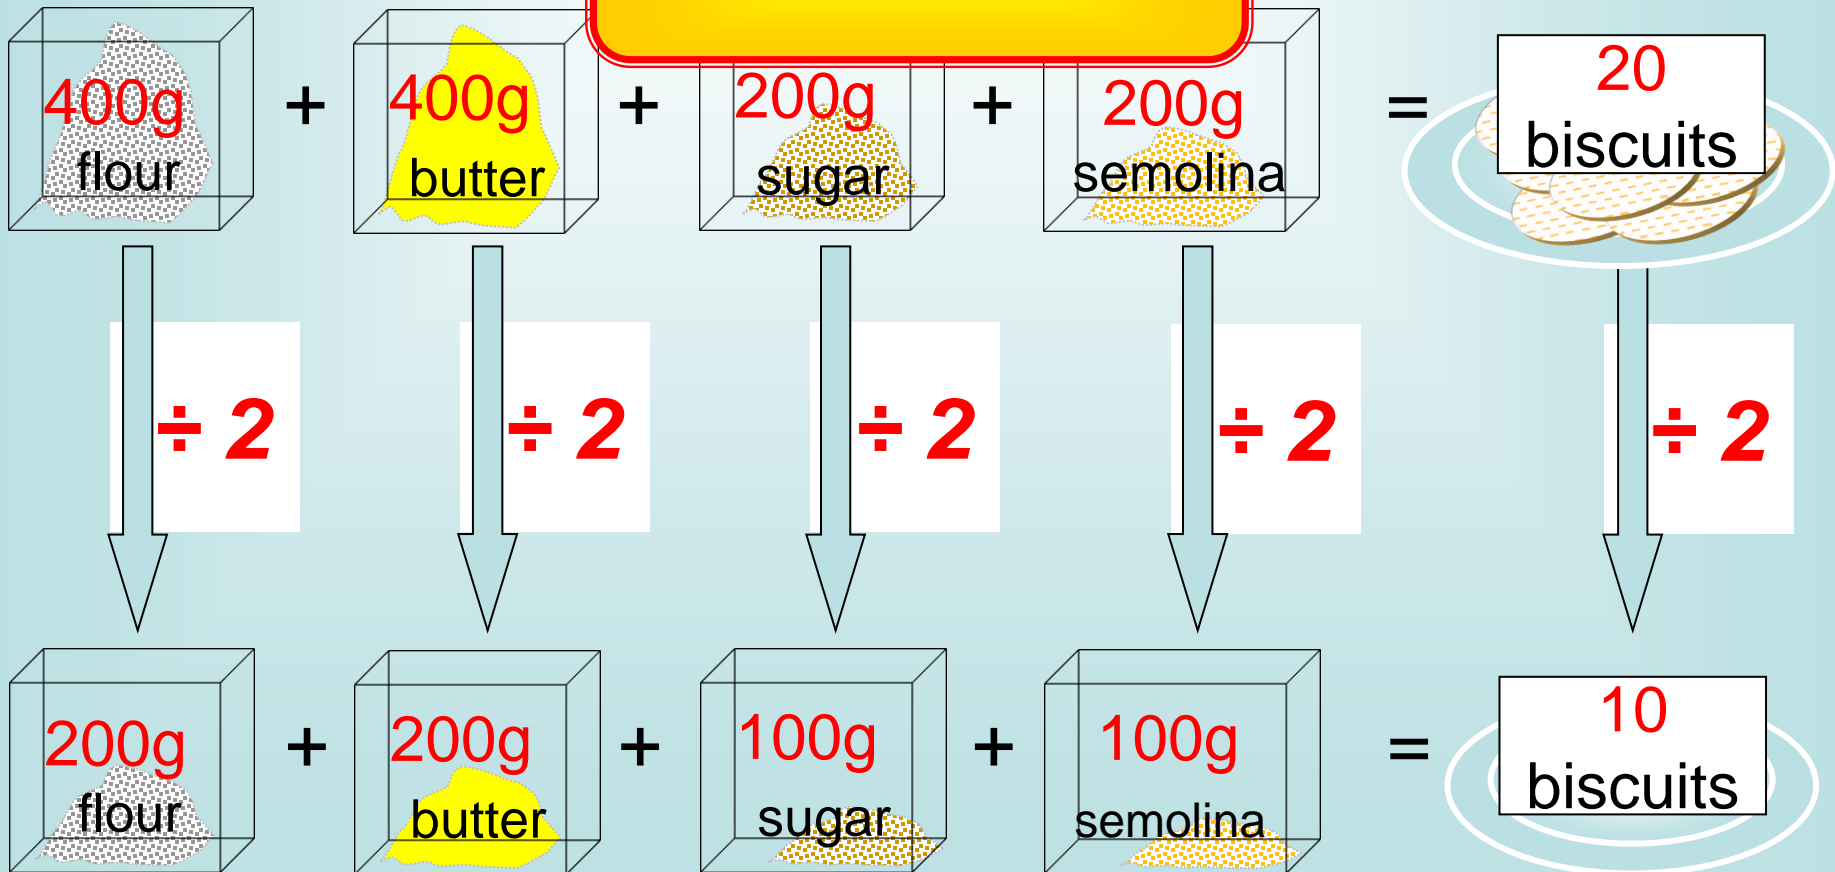 400g + 400g + 200g + 200g = 20
flour butter sugar semolina biscuits
÷ 2 ÷ 2 ÷ 2 ÷ 2 ÷ 2
200g + 200g + 100g + 100g = 10
flour butter sugar semolina biscuits